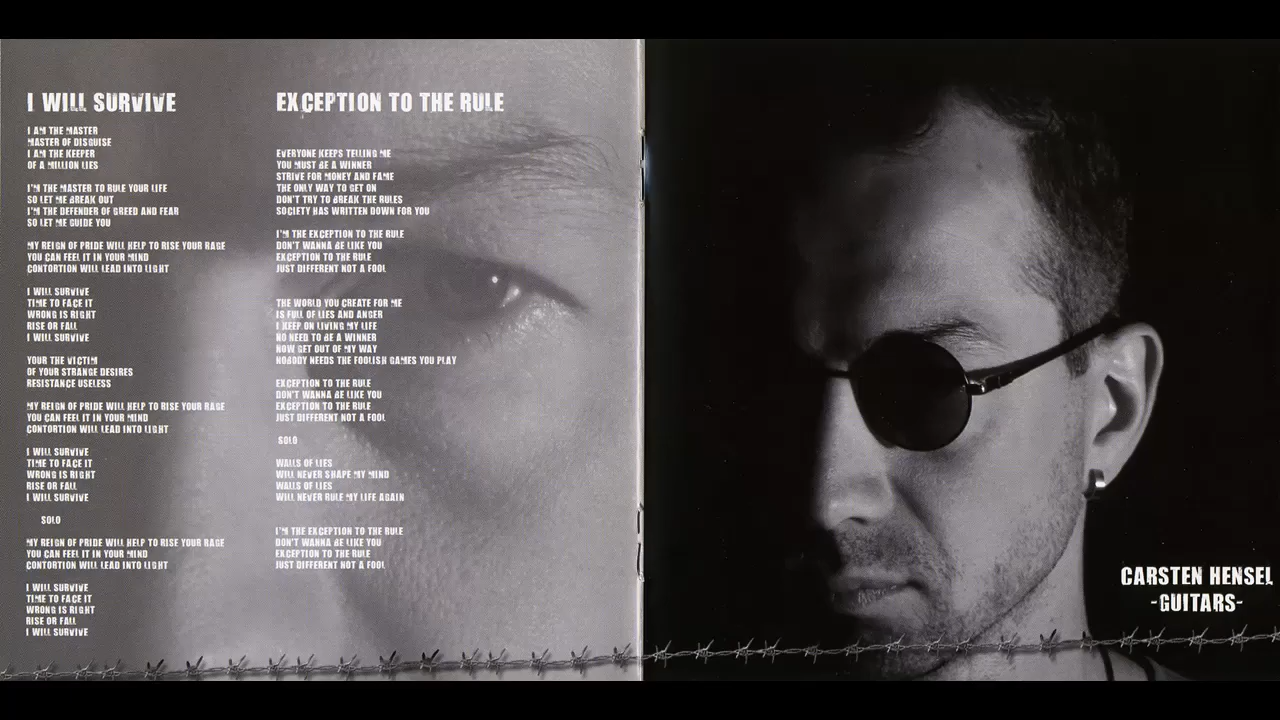 I WILL SURVIVE
I AM THE MASTER
MASTER OF DISGUISE
I AM THE KEEPER
OF A MILLION LIES
I'M THE MASTER TO RULE YOUR LIFE
SO LET ME BREAK OUT
I'M THE DEFENDER OF GREED AND FEAR
SO LET ME GUIDE YOU
MY REIGN OF PRIDE WILL HELP TO RISE YOUR RAGE
YOU CAN FEEL IT IN YOUR MIND
CONTORTION WILL LEAD INTO LIGHT
I WILL SURVIVE
TIME TO FACE IT
WRONG IS RIGHT
RISE OR FALL
I WILL SURVIVE
YOUR THE VICTIM
OF YOUR STRANGE DESIRES
RESISTANCE USELESS
MY REIGN OF PRIDE WILL HELP TO RISE YOUR RAGE
YOU CAN FEEL IT IN YOUR MIND
CONTORTION WILL LEAD INTO LIGHT
I WILL SURVIVE
TIME TO FACE IT
WRONG IS RIGHT
RISE OR FALL
I WILL SURVIVE
SOLO
MY REIGN OF PRIDE WILL HELP TO RISE YOUR RAGE
YOU CAN FEEL IT IN YOUR MIND
CONTORTION WILL LEAD INTO LIGHT
I WILL SURVIVE
TIME TO FACE IT
WRONG IS RIGHT
RISE OR FALL
I WILL SURVIVE
EXCEPTION TO THE RULE
EVERYONE KEEPS TELLING ME
YOU MUST BE A WINNER
STRIVE FOR MONEY AND FAME
THE ONLY WAY TO GET ON
DON'T TRY TO BREAK THE RULES
SOCIETY HAS WRITTEN DOWN FOR YOU
I'M THE EXCEPTION TO THE RULE
DON'T WANNA BE LIKE YOU
EXCEPTION TO THE RULE
JUST DIFFERENT NOT A FOOL
THE WORLD YOU CREATE FOR ME
IS FULL OF LIES AND ANGER
I KEEP ON LIVING MY LIFE
NO NEED TO BE A WINNER
NOW GET OUT OF MY WAY
NOBODY NEEDS THE FOOLISH GAMES YOU PLAY
EXCEPTION TO THE RULE
DON'T WANNA BE LIKE YOU
EXCEPTION TO THE RULE
JUST DIFFERENT NOT A FOOL
SOLO
WALLS OF LIES
WILL NEVER SHAPE MY MIND
WALLS OF LIES
WILL NEVER RULE MY LIFE AGAIN
I'M THE EXCEPTION TO THE RULE
DON'T WANNA BE LIKE YOU
EXCEPTION TO THE RULE
JUST DIFFERENT NOT A FOOL
CARSTEN HENSEL
-GUITARS-